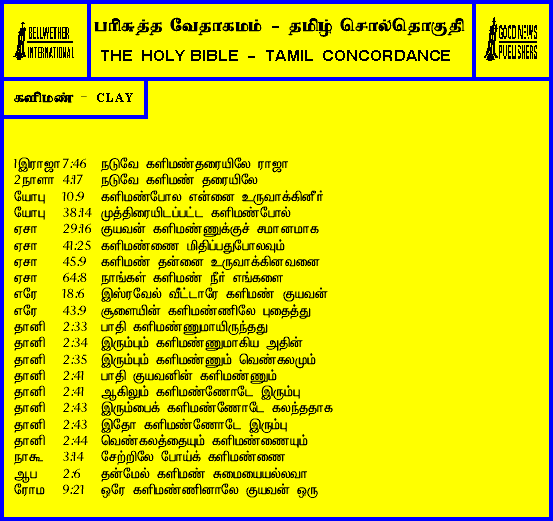 BELLWETHER
INTERNATIONAL
பரிசுத்த வேதாகமம் - தமிழ் சொல்தொகுதி
THE HOLY BIBLE - TAMIL CONCORDANCE
GOOD NEWS
PUBLISHERS
களிமண் - CLAY
1இராஜா 7:46 நடுவே களிமண்தரையிலே ராஜா
2நாளா 4:17 நடுவே களிமண் தரையிலே
யோபு 10:9 களிமண்போல என்னை உருவாக்கினீர்
யோபு 38:14 முத்திரையிடப்பட்ட களிமண்போல்
ஏசா 29:16 குயவன் களிமண்ணுக்குச் சமானமாக
ஏசா 41:25 களிமண்ணை மிதிப்பதுபோலவும்
ஏசா 45:9 களிமண் தன்னை உருவாக்கினவனை
ஏசா 64:8 நாங்கள் களிமண் நீர் எங்களை
எரே 18:6 இஸ்ரவேல் வீட்டாரே களிமண் குயவன்
எரே 43:9 சூளையின் களிமண்ணிலே புதைத்து
தானி 2:33 பாதி களிமண்ணுமாயிருந்தது
தானி 2:34 இரும்பும் களிமண்ணுமாகிய அதின்
தானி 2:35 இரும்பும் களிமண்ணும் வெண்கலமும்
தானி 2:41 பாதி குயவனின் களிமண்ணும்
தானி 2:41 ஆகிலும் களிமண்ணோடே இரும்பு
தானி 2:43 இரும்பைக் களிமண்ணோடே கலந்ததாக
தானி 2:43 இதோ களிமண்ணோடே இரும்பு
தானி 2:44 வெண்கலத்தையும் களிமண்ணையும்
நாகூ 3:14 சேற்றிலே போய்க் களிமண்ணை
ஆப 2:6 தன்மேல் களிமண் சுமையையல்லவா
ரோம 9:21 ஒரே களிமண்ணினாலே குயவன் ஒரு